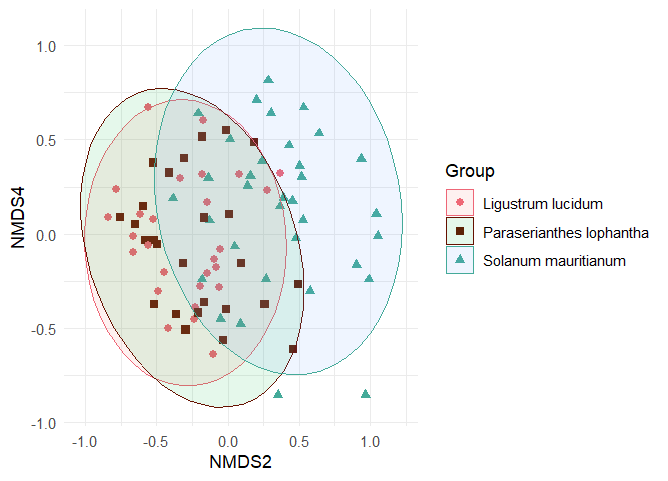 1.0
0.5
0.0
-0.5
-1.0
NMDS4
-1.0 -0.5 0.0 0.5 1.0
NMDS2
Group
Ligustrum lucidum
Paraserianthes lophantha
Solanum mauritianum